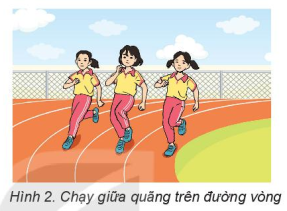 Hình 2. Chạy giữa quãng trên đường vòng